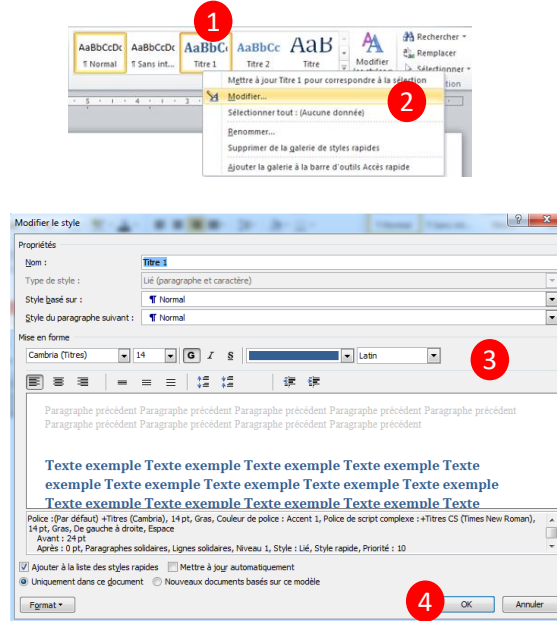 1
AaBbCcDc AaBbCcDc AaBbC AaBbCc AaB
¶ Normal ¶ Sans int... Titre 1 Titre 2 Titre
Modifier
Rechercher
Remplacer
Sélectionner
Mettre à jour Titre 1 pour correspondre à la sélection
Modifier...
2
Sélectionner tout : (Aucune donnée)
Renommer...
Supprimer de la galerie de styles rapides
Ajouter la galerie à la barre d'outils Accès rapide
5 4 3
Modifier le style
Propriétés
Nom : Titre 1
Type de style : Lié (paragraphe et caractère)
Style basé sur : ¶ Normal
Style du paragraphe suivant : ¶ Normal
Mise en forme
Cambria (Titres) 14 G I S Latin
3
Paragraphe précédent Paragraphe précédent Paragraphe précédent Paragraphe précédent Paragraphe précédent
Paragraphe précédent Paragraphe précédent Paragraphe précédent Paragraphe précédent
Texte exemple Texte exemple Texte exemple Texte exemple Texte
exemple Texte exemple Texte exemple Texte exemple Texte exemple
Texte exemple Texte exemple Texte exemple Texte exemple Texte
Police :(Par défaut) +Titres (Cambria), 14 pt, Gras, Couleur de police : Accent 1, Police de script complexe : +Titres CS (Times New Roman),
14 pt, Gras, De gauche à droite, Espace
Avant : 24 pt
Après : 0 pt, Paragraphes solidaires, Lignes solidaires, Niveau 1, Style : Lié, Style rapide, Priorité : 10
Ajouter à la liste des styles rapides Mettre à jour automatiquement
Uniquement dans ce document Nouveaux documents basés sur ce modèle
Format 4 OK Annuler